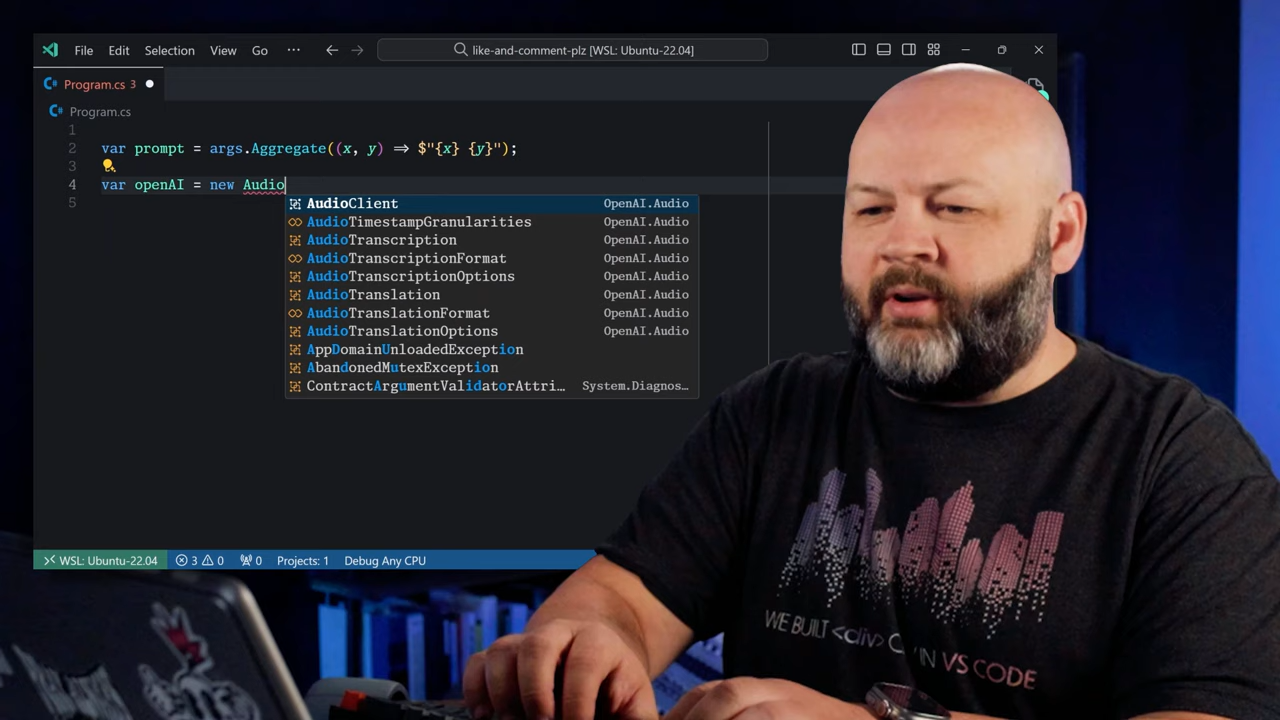 File Edit Selection View Go ··· like-and-comment-plz [WSL: Ubuntu-22.04]
Program.cs 3
Program.cs
1
2 var prompt = args.Aggregate((x, y) => $"{x} {y}");
3
4 var openAI = new Audio
5
AudioClient OpenAI.Audio
AudioTimestampGranularities OpenAI.Audio
AudioTranscription OpenAI.Audio
AudioTranscriptionFormat OpenAI.Audio
AudioTranscriptionOptions OpenAI.Audio
AudioTranslation OpenAI.Audio
AudioTranslationFormat OpenAI.Audio
AudioTranslationOptions OpenAI.Audio
AppDomainUnloadedException
AbandonedMutexException
ContractArgumentValidatorAttri… System.Diagnos…
WSL: Ubuntu-22.04 3 0 0 Projects: 1 Debug Any CPU
WE BUILT <div> C IN VS CODE